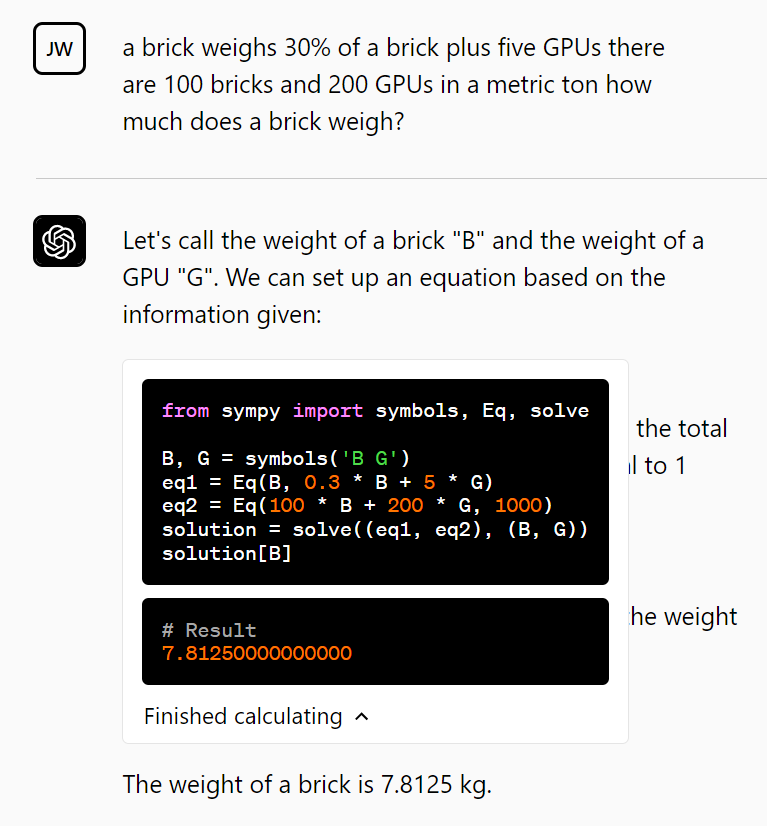 JW
a brick weighs 30% of a brick plus five GPUs there
are 100 bricks and 200 GPUs in a metric ton how
much does a brick weigh?
Let's call the weight of a brick "B" and the weight of a
GPU "G". We can set up an equation based on the
information given:
from sympy import symbols, Eq, solve
the total
to 1
B, G = symbols('B G')
eq1 = Eq(B, 0.3 * B + 5 * G)
eq2 = Eq(100 * B + 200 * G, 1000)
solution = solve((eq1, eq2), (B, G))
solution[B]
the weight
# Result
7.81250000000000
Finished calculating
The weight of a brick is 7.8125 kg.